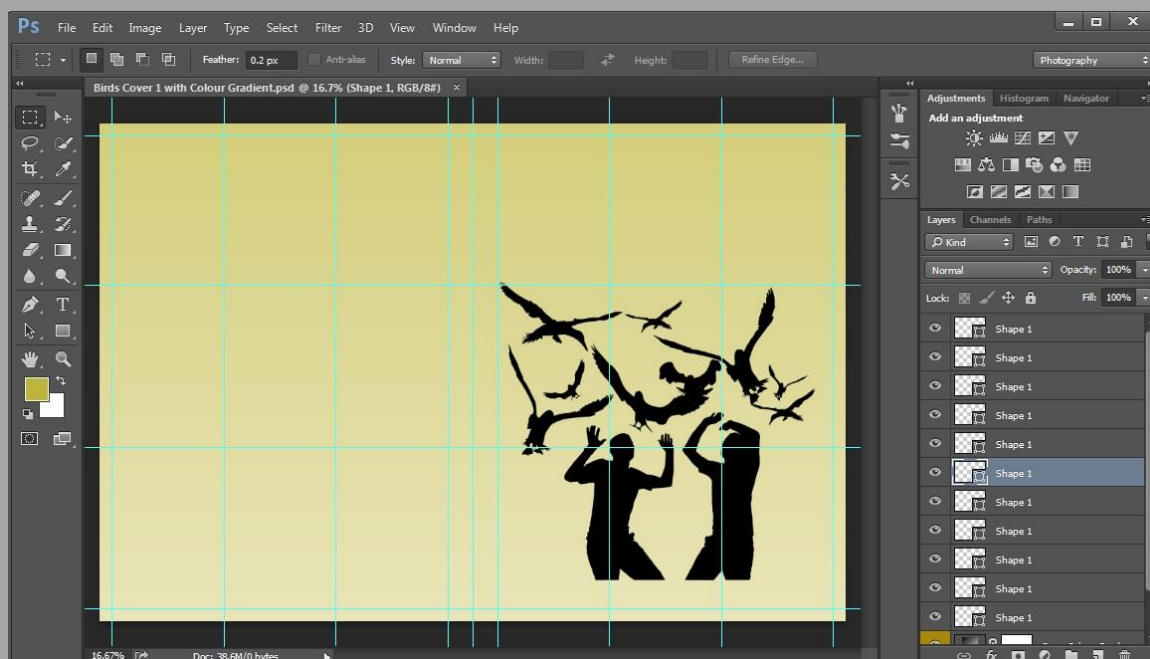 Ps File Edit Image Layer Type Select Filter 3D View Window Help
Feather: 0.2 px Anti-alias Style: Normal Width: Height: Refine Edge... Photography
Birds Cover 1 with Colour Gradient.psd @ 16.7% (Shape 1, RGB/8#) ×
Adjustments Histogram Navigator
Add an adjustment
Layers Channels Paths
Kind
Normal Opacity: 100%
Lock: Fill: 100%
Shape 1
Shape 1
Shape 1
Shape 1
Shape 1
Shape 1
Shape 1
Shape 1
Shape 1
Shape 1
Shape 1
16.67% Doc: 38.6M/0 bytes